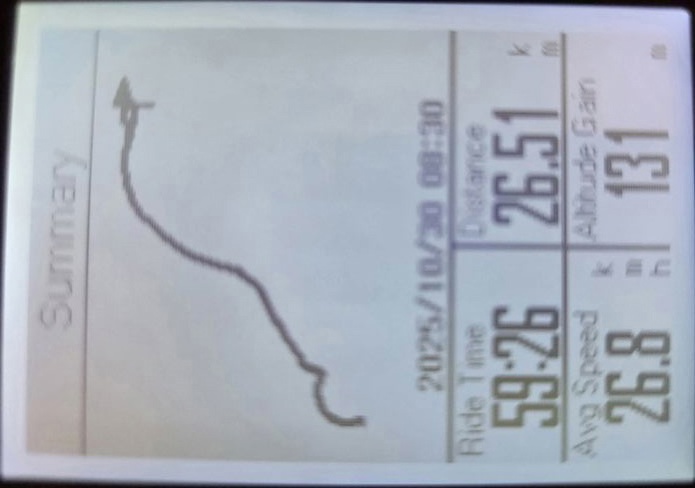 Summary
2025/10/30 08:30
Ride Time
59:26
Distance
26.51 km
Avg Speed
26.8 kmh
Altitude Gain
131 m